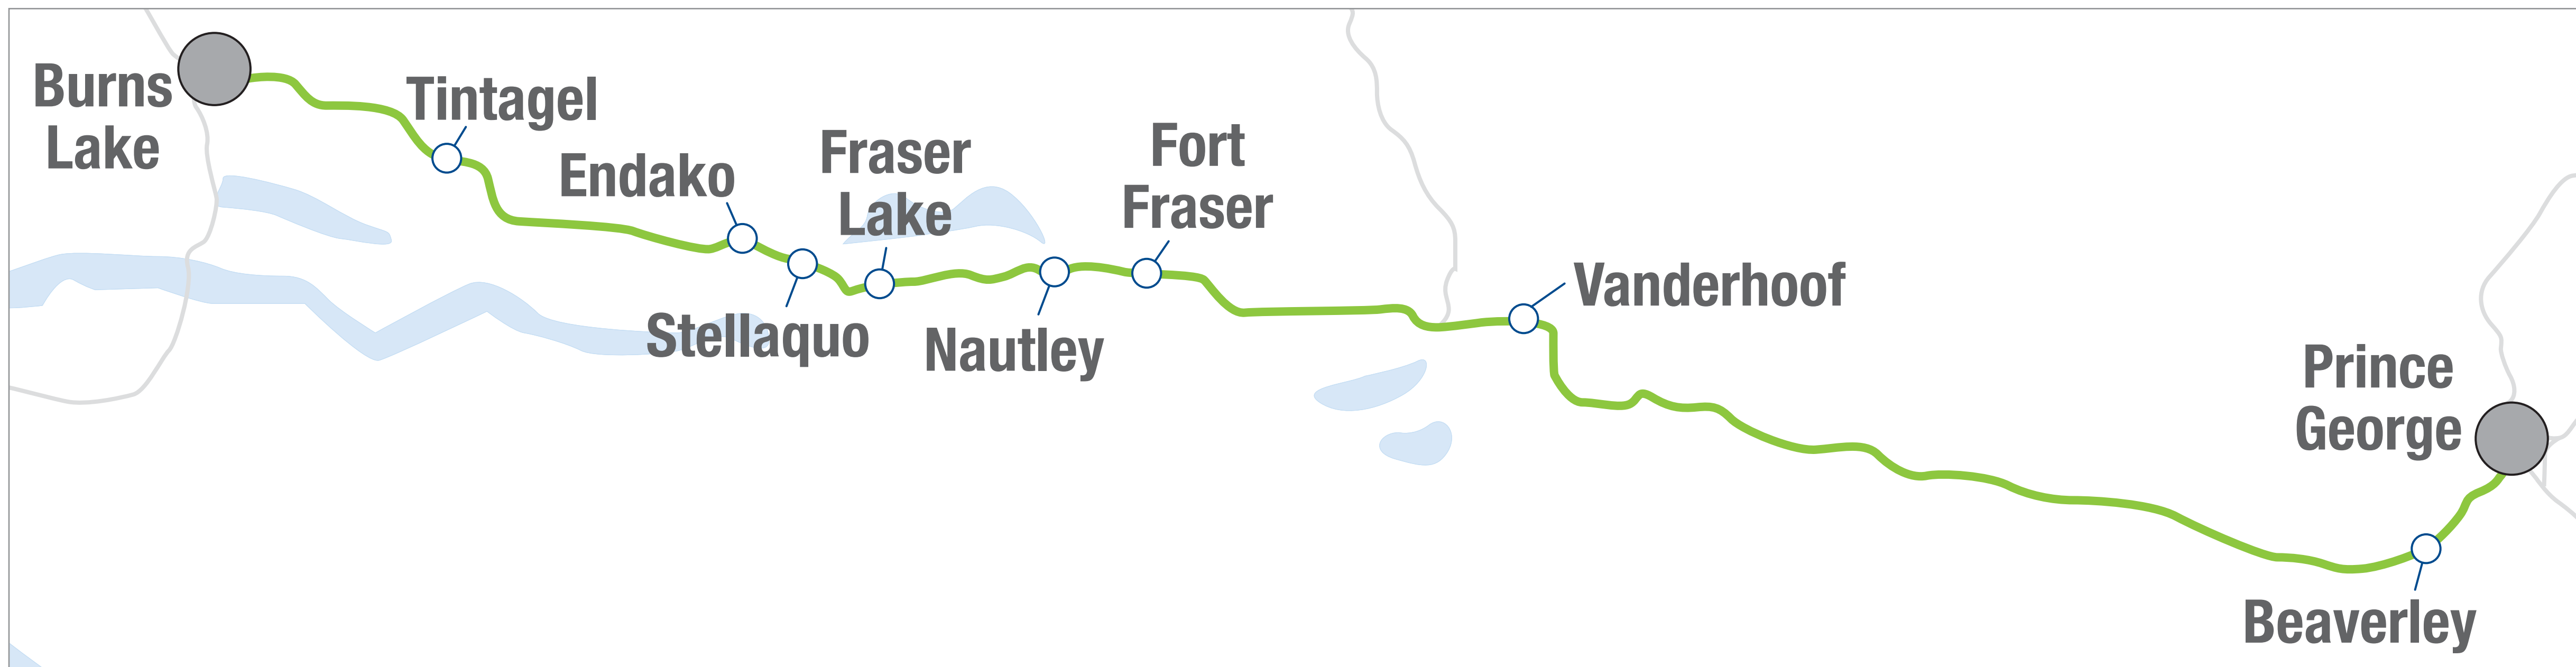 Burns
Lake
Tintagel
Endako
Stellaquo
Fraser
Lake
Nautley
Fort
Fraser
Vanderhoof
Prince
George
Beaverley